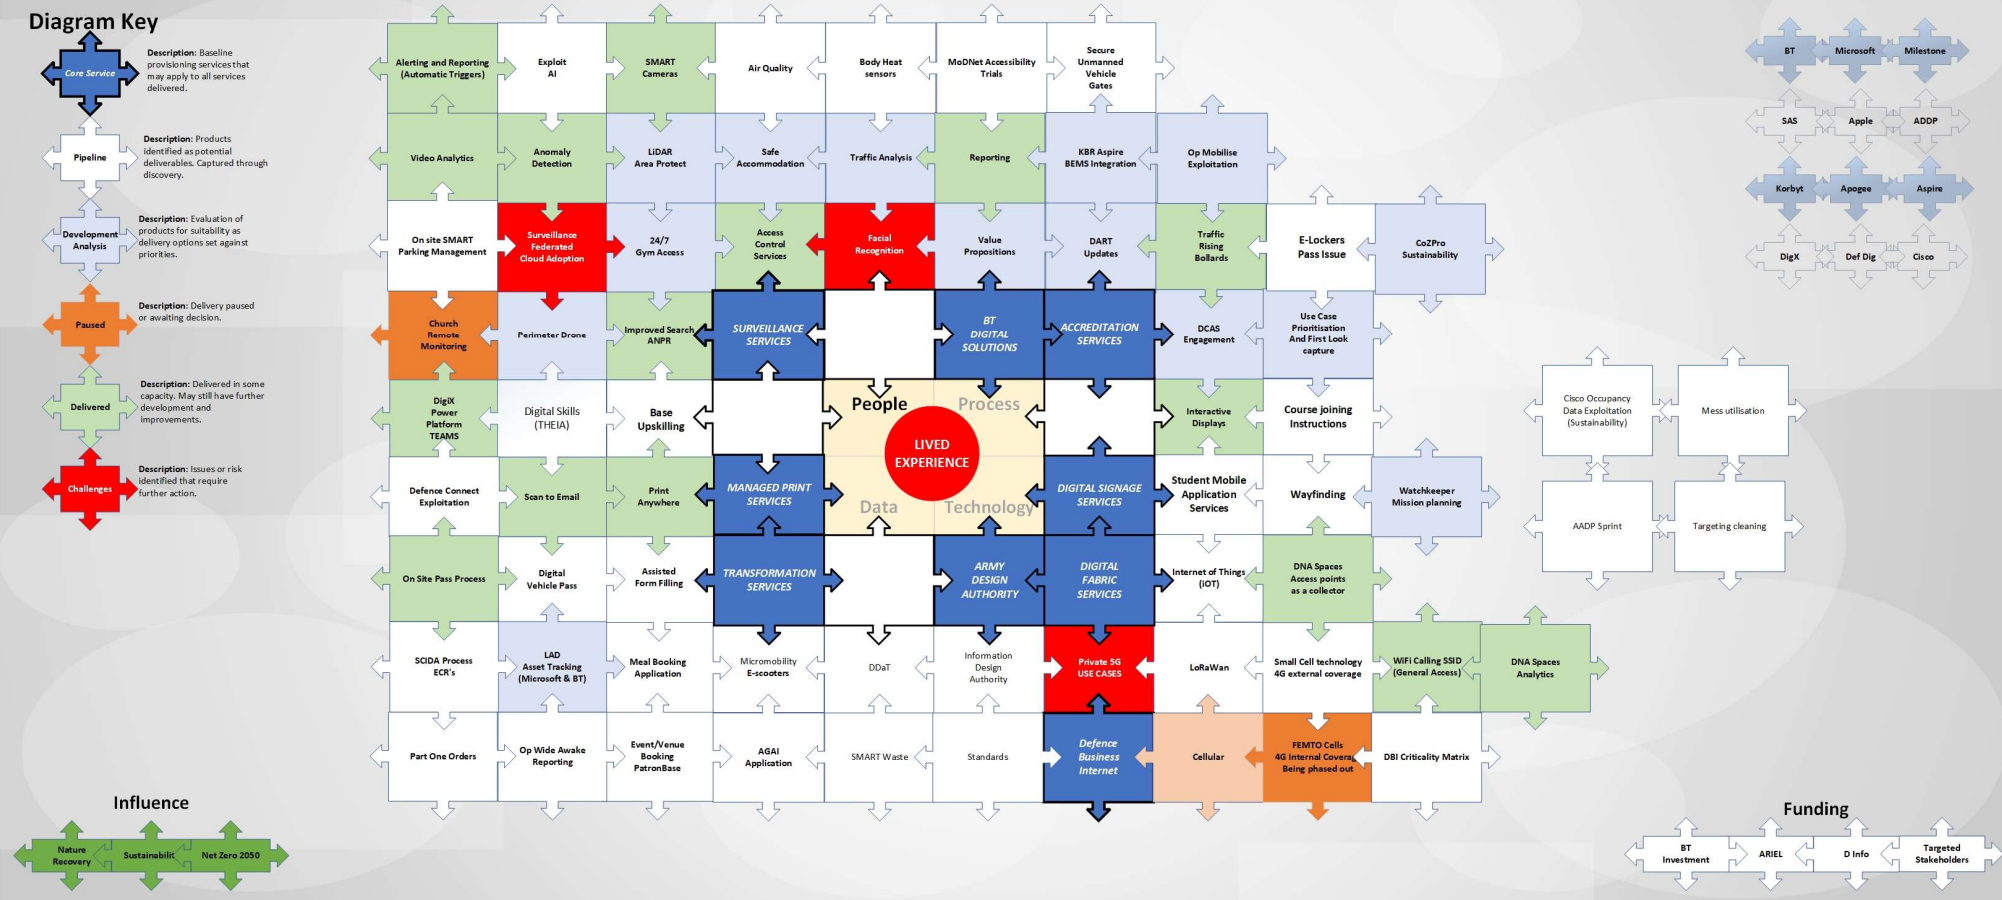 Diagram Key
Core Service
Description: Baseline
provisioning services that
may apply to all services
delivered.
Pipeline
Description: Products
identified as potential
deliverables. Captured through
discovery.
Development
Analysis
Description: Evaluation of
products for suitability as
delivery options set against
priorities.
Paused
Description: Delivery paused
or awaiting decision.
Delivered
Description: Delivered in some
capacity. May still have further
development and
improvements.
Challenges
Description: Issues or risk
identified that require
further action.
Influence
Nature
Recovery
Sustainabilit
Net Zero 2050
Alerting and Reporting
(Automatic Triggers)
Exploit
AI
SMART
Cameras
Air Quality
Body Heat
sensors
MoDNet Accessibility
Trials
Secure
Unmanned
Vehicle
Gates
Video Analytics
Anomaly
Detection
LiDAR
Area Protect
Safe
Accommodation
Traffic Analysis
Reporting
KBR Aspire
BEMS Integration
Op Mobilise
Exploitation
On site SMART
Parking Management
Surveillance
Federated
Cloud Adoption
24/7
Gym Access
Access
Control
Services
Facial
Recognition
Value
Propositions
DART
Updates
Traffic
Rising
Bollards
E-Lockers
Pass Issue
CoZPro
Sustainability
Church
Remote
Monitoring
Perimeter Drone
Improved Search
ANPR
SURVEILLANCE
SERVICES
BT
DIGITAL
SOLUTIONS
ACCREDITATION
SERVICES
DCAS
Engagement
Use Case
Prioritisation
And First Look
capture
DigiX
Power
Platform
TEAMS
Digital Skills
(THEIA)
Base
Upskilling
People
Process
LIVED
EXPERIENCE
Data
Technology
Interactive
Displays
Course joining
Instructions
Defence Connect
Exploitation
Scan to Email
Print
Anywhere
MANAGED PRINT
SERVICES
DIGITAL SIGNAGE
SERVICES
Student Mobile
Application
Services
Wayfinding
Watchkeeper
Mission planning
On Site Pass Process
Digital
Vehicle Pass
Assisted
Form Filling
TRANSFORMATION
SERVICES
ARMY
DESIGN
AUTHORITY
DIGITAL
FABRIC
SERVICES
Internet of Things
(iOT)
DNA Spaces
Access points
as a collector
SCIDA Process
ECR's
LAD
Asset Tracking
(Microsoft & BT)
Meal Booking
Application
Micromobility
E-scooters
DDaT
Information
Design
Authority
Private 5G
USE CASES
LoRaWan
Small Cell technology
4G external coverage
WiFi Calling SSID
(General Access)
DNA Spaces
Analytics
Part One Orders
Op Wide Awake
Reporting
Event/Venue
Booking
PatronBase
AGAI
Application
SMART Waste
Standards
Defence
Business
Internet
Cellular
FEMTO Cells
4G Internal Coverag
Being phased out
DBI Criticality Matrix
BT
Microsoft
Milestone
SAS
Apple
ADDP
Korbyt
Apogee
Aspire
DigX
Def Dig
Cisco
Cisco Occupancy
Data Exploitation
(Sustainability)
Mess utilisation
AADP Sprint
Targeting cleaning
Funding
BT
Investment
ARIEL
D Info
Targeted
Stakeholders